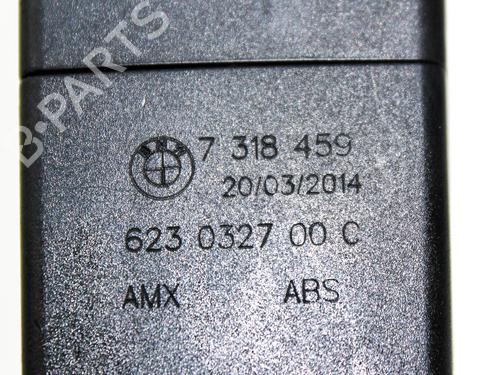 B-PARTS
BMW
7 318 459
20/03/2014
623 0327 00 C
AMX ABS